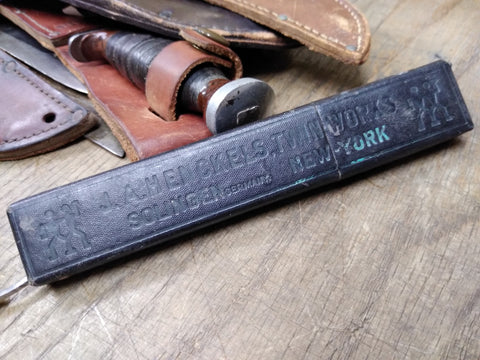 J.A. HENCKELS. TWIN WORKS
SOLINGEN GERMANY NEW-YORK